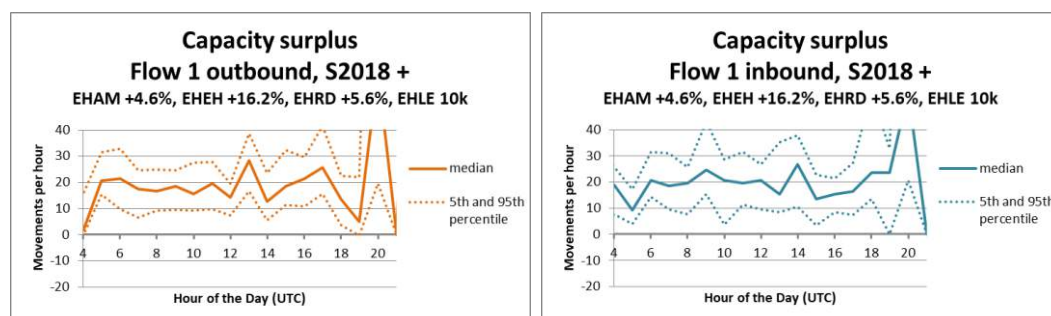 Capacity surplus
Flow 1 outbound, S2018 +
EHAM +4.6%, EHEH +16.2%, EHRD +5.6%, EHLE 10k
Movements per hour
40
30
20
10
0
-10
-20
4 6 8 10 12 14 16 18 20
Hour of the Day (UTC)
median
5th and 95th
percentile
Capacity surplus
Flow 1 inbound, S2018 +
EHAM +4.6%, EHEH +16.2%, EHRD +5.6%, EHLE 10k
Movements per hour
40
30
20
10
0
-10
-20
4 6 8 10 12 14 16 18 20
Hour of the Day (UTC)
median
5th and 95th
percentile